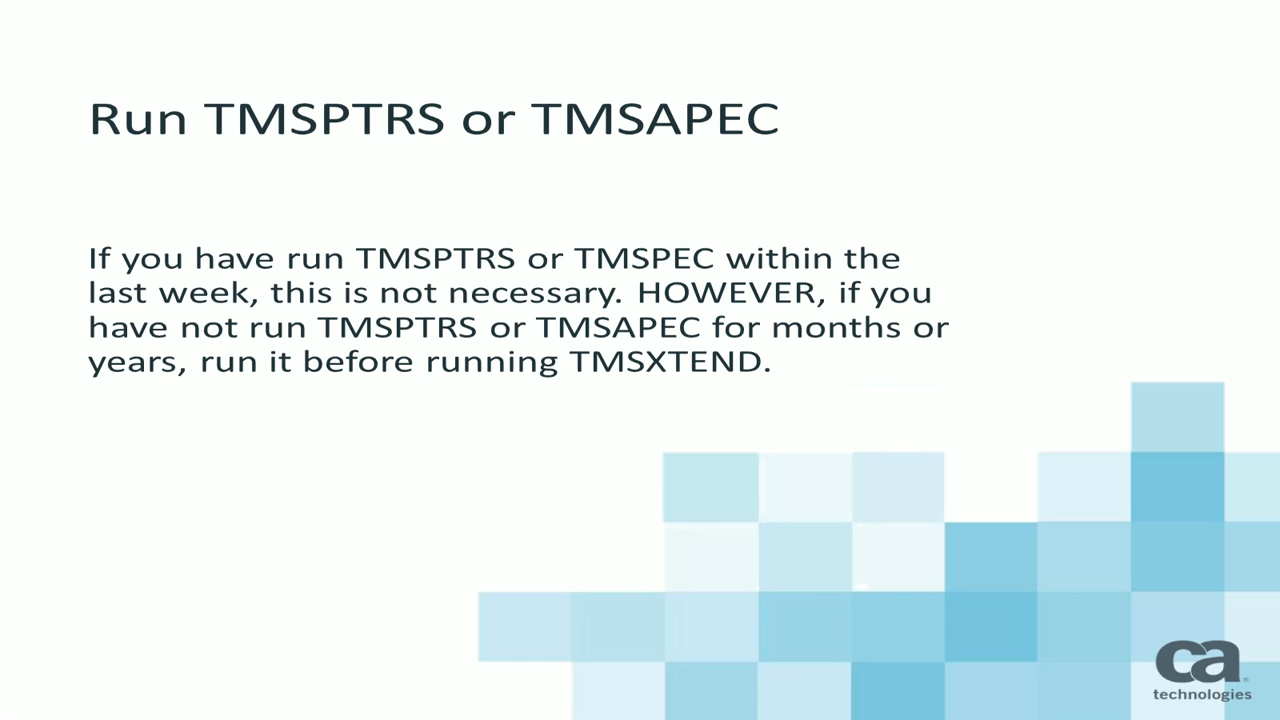 Run TMSPTRS or TMSAPEC
If you have run TMSPTRS or TMSPEC within the
last week, this is not necessary. HOWEVER, if you
have not run TMSPTRS or TMSAPEC for months or
years, run it before running TMSXTEND.
ca
technologies